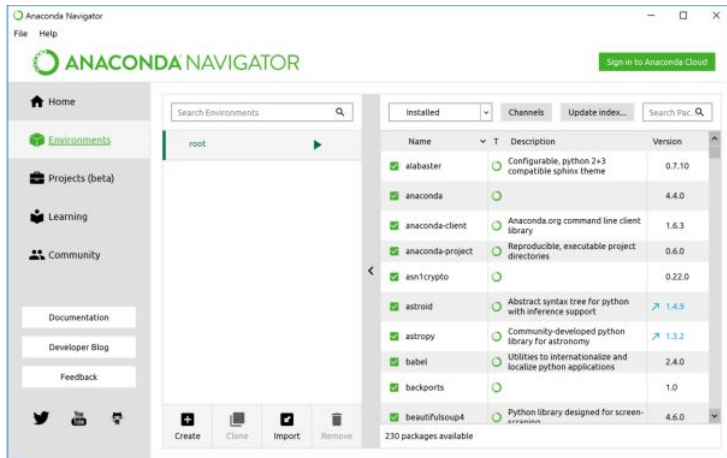 Anaconda Navigator
File Help
ANACONDA NAVIGATOR
Sign in to Anaconda Cloud
Home
Environments
Projects (beta)
Learning
Community
Documentation
Developer Blog
Feedback
You
Tube
Search Environments
root
Create Clone Import Remove
Installed Channels Update index... Search Pac..
Name T Description Version
alabaster Configurable, python 2+3 0.7.10
compatible sphinx theme
anaconda 4.4.0
anaconda-client Anaconda.org command line client 1.6.3
library
anaconda-project Reproducible, executable project 0.6.0
directories
asn1crypto 0.22.0
astroid Abstract syntax tree for python 1.4.9
with inference support
astropy Community-developed python 1.3.2
library for astronomy
babel Utilities to internationalize and 2.4.0
localize python applications
backports 1.0
beautifulsoup4 Python library designed for screen- 4.6.0
scraping
230 packages available